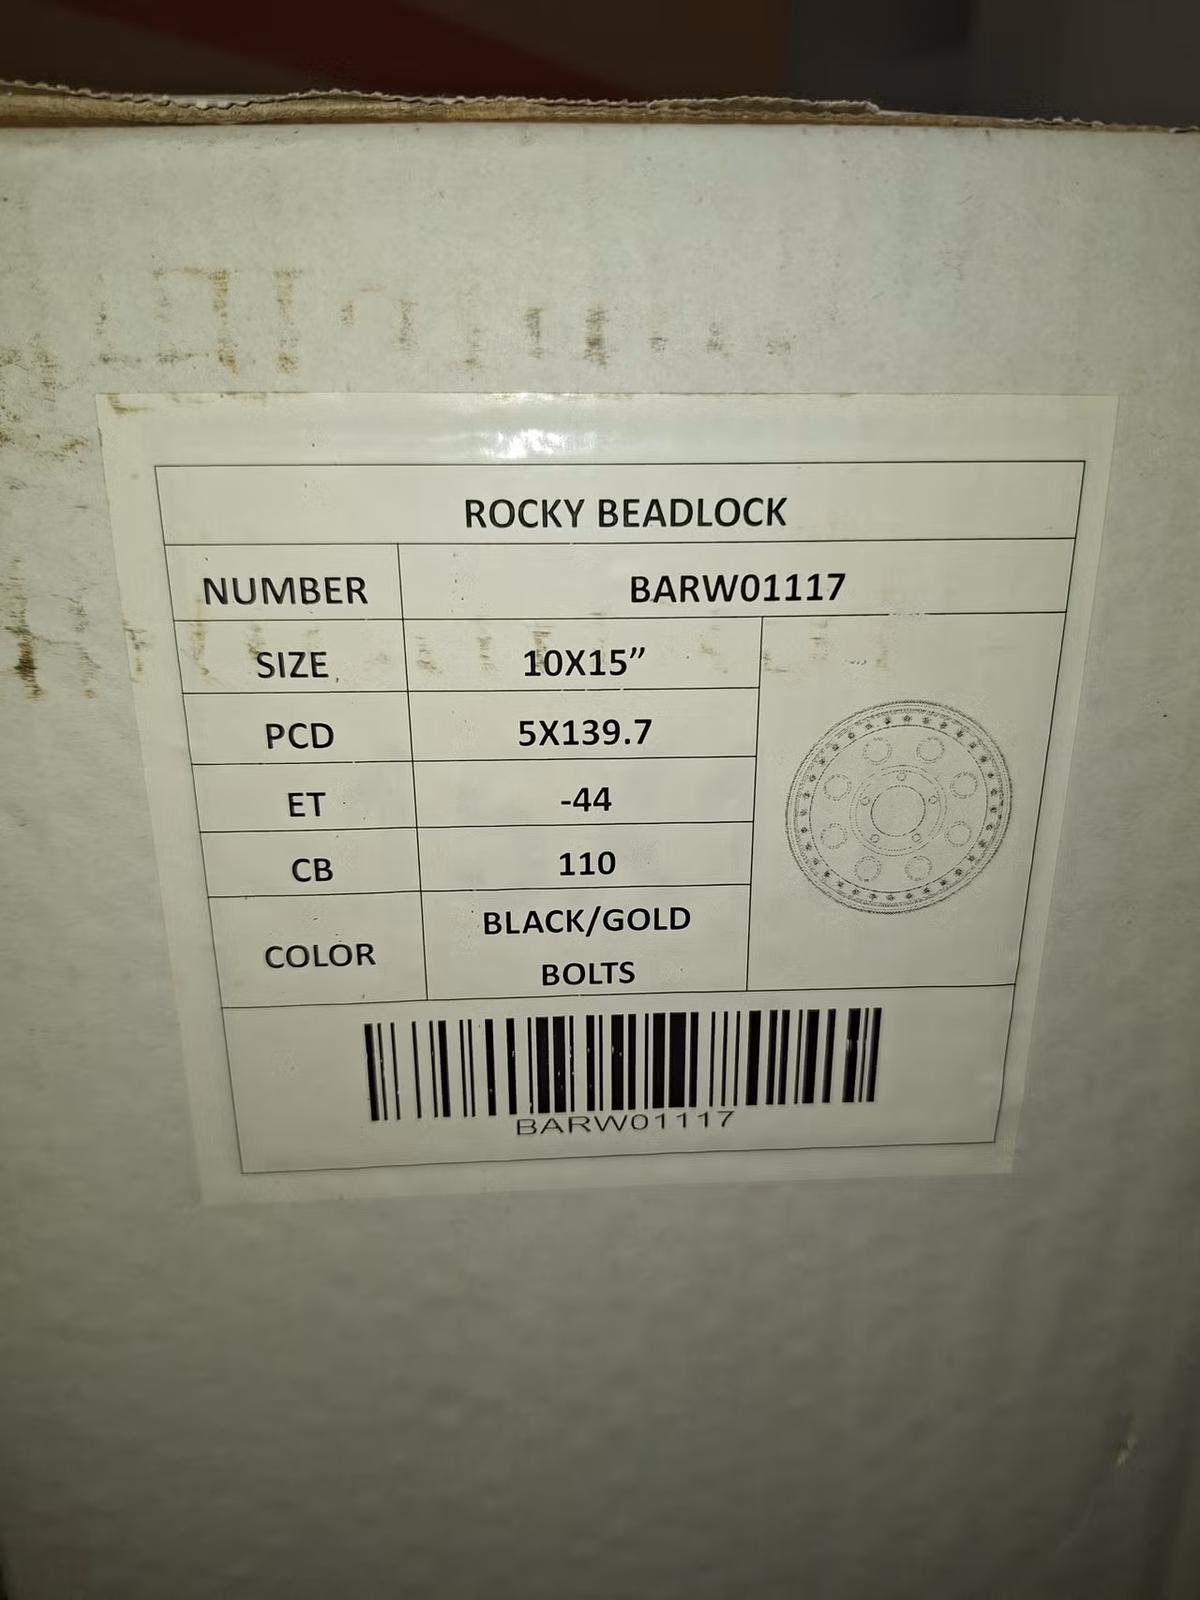 ROCKY BEADLOCK
NUMBER BARW01117
SIZE 10X15”
PCD 5X139.7
ET -44
CB 110
COLOR BLACK/GOLD
BOLTS
BARW01117